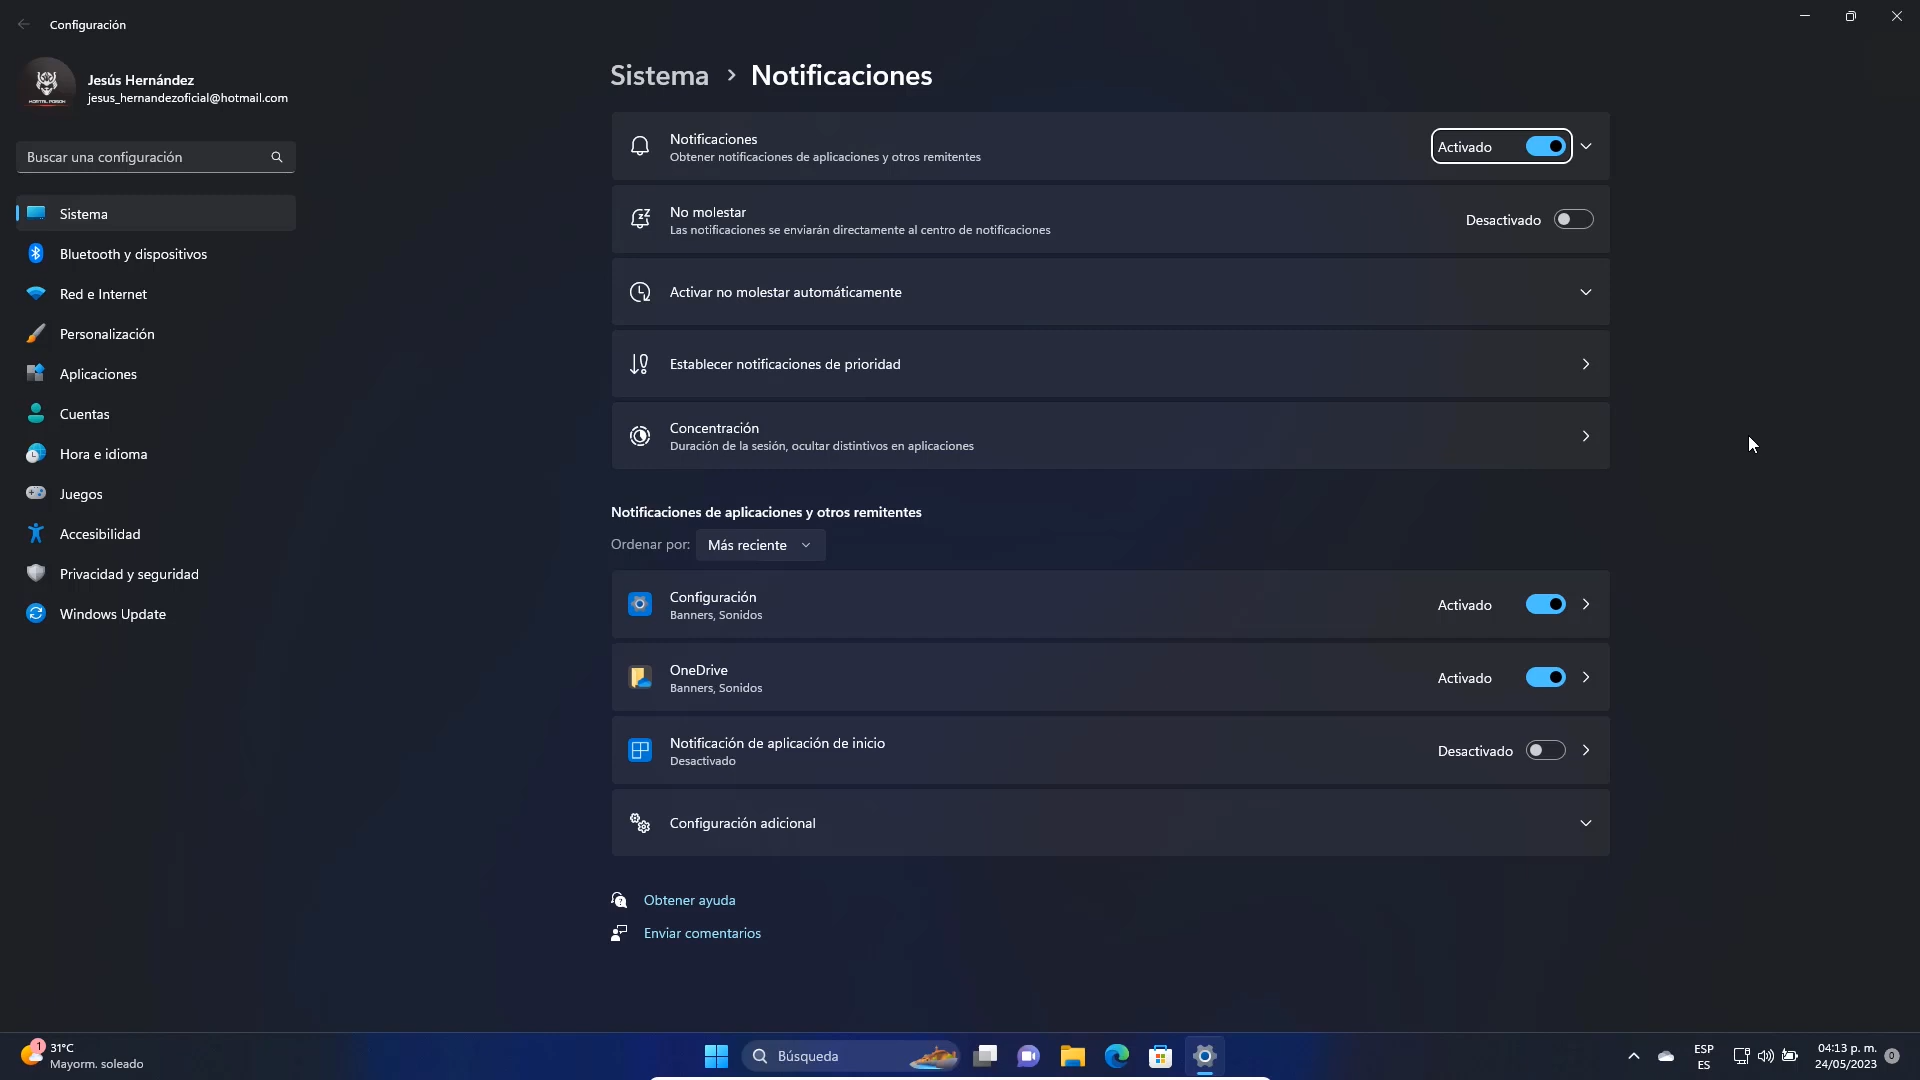 Configuración
Jesús Hernández
jesus_hernandezoficial@hotmail.com
Buscar una configuración
Sistema
Bluetooth y dispositivos
Red e Internet
Personalización
Aplicaciones
Cuentas
Hora e idioma
Juegos
Accesibilidad
Privacidad y seguridad
Windows Update
Sistema > Notificaciones
Notificaciones
Obtener notificaciones de aplicaciones y otros remitentes
Activado
No molestar
Las notificaciones se enviarán directamente al centro de notificaciones
Desactivado
Activar no molestar automáticamente
Establecer notificaciones de prioridad
Concentración
Duración de la sesión, ocultar distintivos en aplicaciones
Notificaciones de aplicaciones y otros remitentes
Ordenar por: Más reciente
Configuración
Banners, Sonidos
Activado
OneDrive
Banners, Sonidos
Activado
Notificación de aplicación de inicio
Desactivado
Desactivado
Configuración adicional
Obtener ayuda
Enviar comentarios
1
31°C
Mayorm. soleado
Búsqueda
ESP
ES
04:13 p. m.
24/05/2023
0